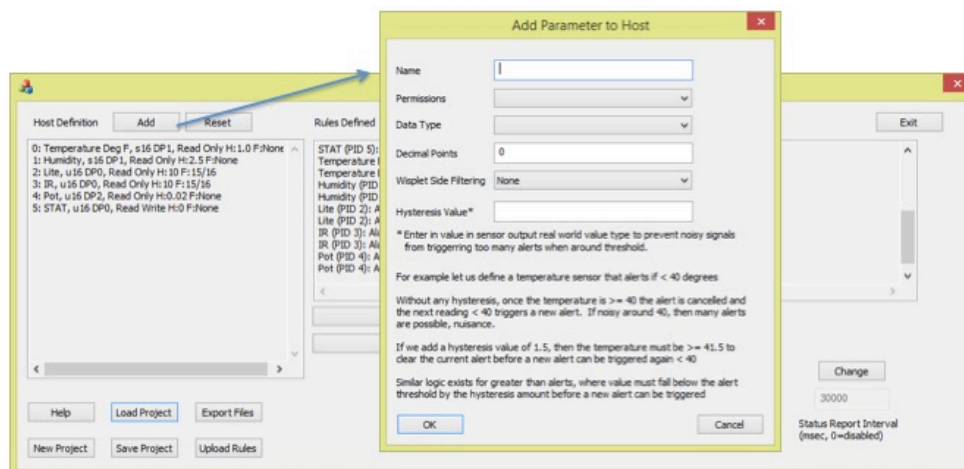 Add Parameter to Host
Name
Permissions
Data Type
Decimal Points
0
Wisplet Side Filtering
None
Hysteresis Value*
* Enter in value in sensor output real world value type to prevent noisy signals
from triggerring too many alerts when around threshold.
For example let us define a temperature sensor that alerts if < 40 degrees
Without any hysteresis, once the temperature is >= 40 the alert is cancelled and
the next reading < 40 triggers a new alert. If noisy around 40, then many alerts
are possible, nuisance.
If we add a hysteresis value of 1.5, then the temperature must be >= 41.5 to
clear the current alert before a new alert can be triggered again < 40
Similar logic exists for greater than alerts, where value must fall below the alert
threshold by the hysteresis amount before a new alert can be triggered
OK
Cancel
Host Definition
Add
Reset
Rules Defined
Exit
0: Temperature Deg F, s16 DP1, Read Only H:1.0 F:None
1: Humidity, s16 DP1, Read Only H:2.5 F:None
2: Lite, u16 DP0, Read Only H:10 F:15/16
3: IR, u16 DP0, Read Only H:10 F:15/16
4: Pot, u16 DP2, Read Only H:0.02 F:None
5: STAT, u16 DP0, Read Write H:0 F:None
STAT (PID 5):
Temperature
Temperature
Humidity (PID
Humidity (PID
Lite (PID 2): A
Lite (PID 2): A
IR (PID 3): Al
IR (PID 3): Al
Pot (PID 4): A
Pot (PID 4): A
Help
Load Project
Export Files
New Project
Save Project
Upload Rules
Change
30000
Status Report Interval
(msec, 0=disabled)